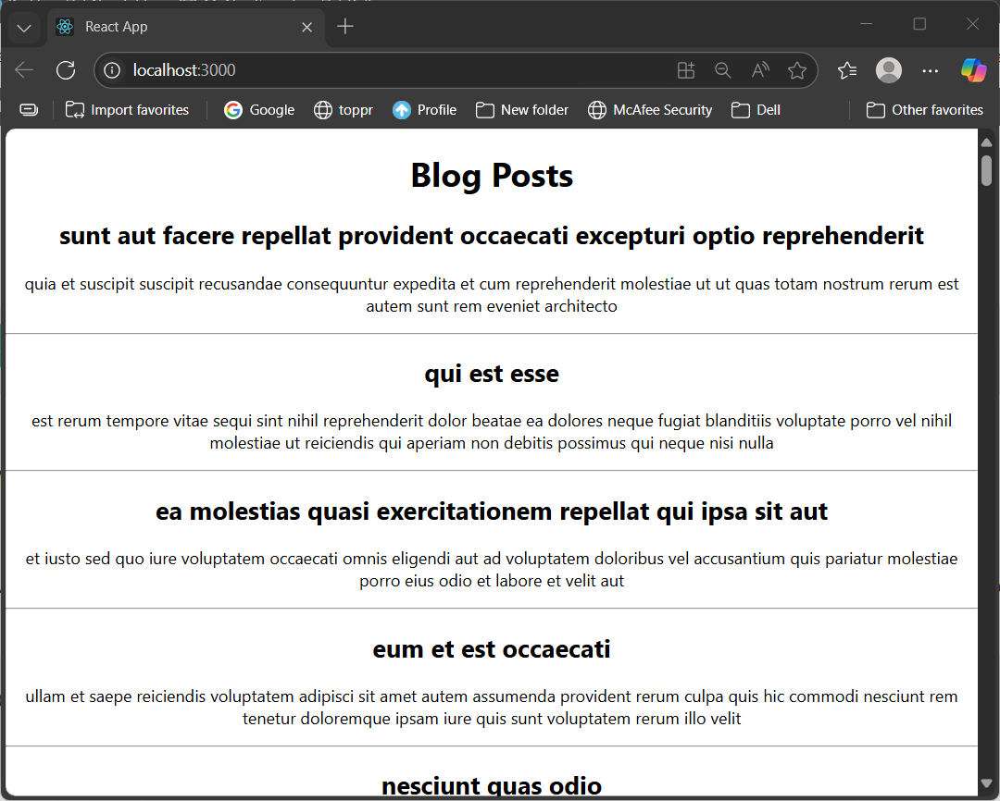 React App
localhost:3000
Import favorites Google toppr Profile New folder McAfee Security Dell Other favorites
Blog Posts
sunt aut facere repellat provident occaecati excepturi optio reprehenderit
quia et suscipit suscipit recusandae consequuntur expedita et cum reprehenderit molestiae ut ut quas totam nostrum rerum est
autem sunt rem eveniet architecto
qui est esse
est rerum tempore vitae sequi sint nihil reprehenderit dolor beatae ea dolores neque fugiat blanditiis voluptate porro vel nihil
molestiae ut reiciendis qui aperiam non debitis possimus qui neque nisi nulla
ea molestias quasi exercitationem repellat qui ipsa sit aut
et iusto sed quo iure voluptatem occaecati omnis eligendi aut ad voluptatem doloribus vel accusantium quis pariatur molestiae
porro eius odio et labore et velit aut
eum et est occaecati
ullam et saepe reiciendis voluptatem adipisci sit amet autem assumenda provident rerum culpa quis hic commodi nesciunt rem
tenetur doloremque ipsam iure quis sunt voluptatem rerum illo velit
nesciunt quas odio